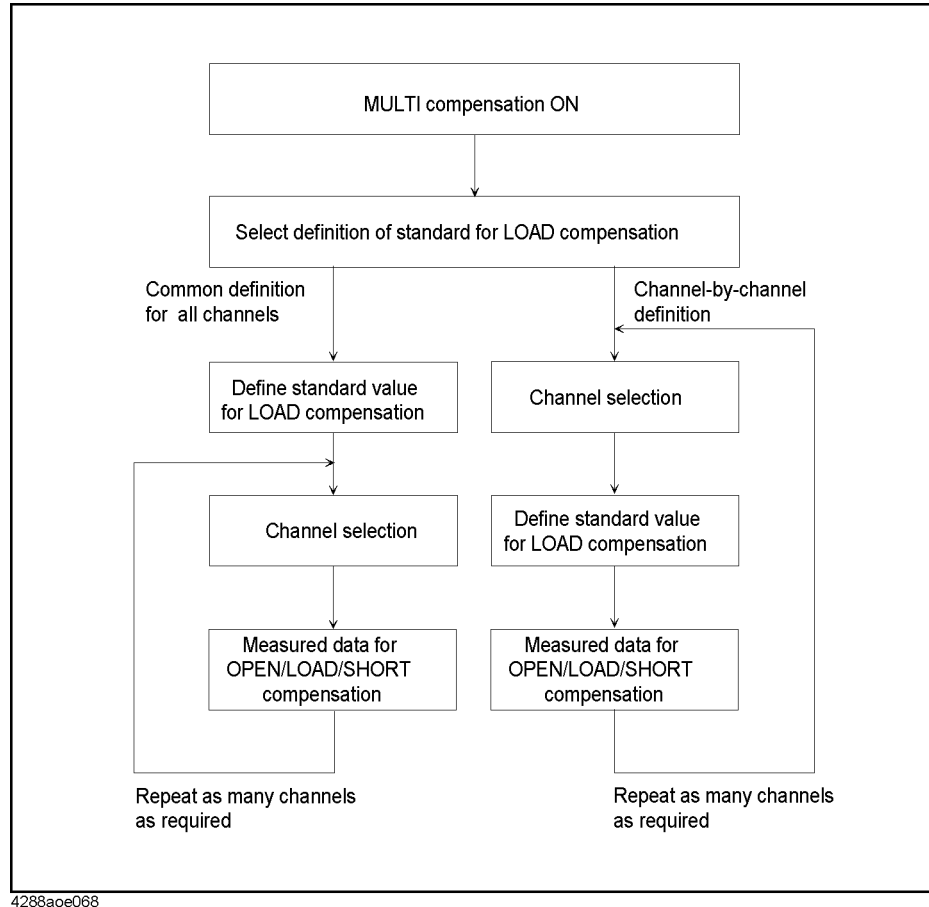 MULTI compensation ON
Select definition of standard for LOAD compensation
Common definition
for all channels
Channel-by-channel
definition
Define standard value
for LOAD compensation
Channel selection
Channel selection
Define standard value
for LOAD compensation
Measured data for
OPEN/LOAD/SHORT
compensation
Measured data for
OPEN/LOAD/SHORT
compensation
Repeat as many channels
as required
Repeat as many channels
as required
4288aoe068